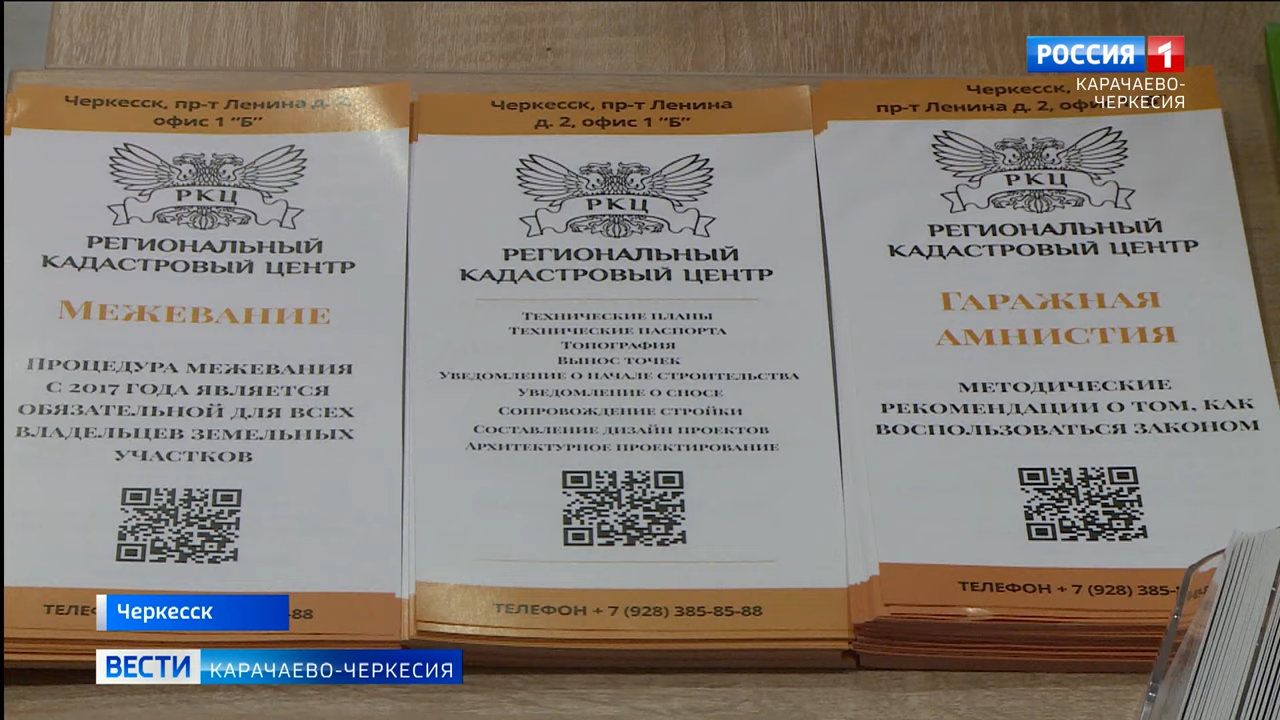 РОССИЯ 1
КАРАЧАЕВО-
ЧЕРКЕСИЯ
Черкесск, пр-т Ленина д. 2,
офис 1 "Б"
РКЦ
РЕГИОНАЛЬНЫЙ
КАДАСТРОВЫЙ ЦЕНТР
МЕЖЕВАНИЕ
ПРОЦЕДУРА МЕЖЕВАНИЯ
С 2017 ГОДА ЯВЛЯЕТСЯ
ОБЯЗАТЕЛЬНОЙ ДЛЯ ВСЕХ
ВЛАДЕЛЬЦЕВ ЗЕМЕЛЬНЫХ
УЧАСТКОВ
88
Черкесск, пр-т Ленина
д. 2, офис 1 "Б"
РКЦ
РЕГИОНАЛЬНЫЙ
КАДАСТРОВЫЙ ЦЕНТР
ТЕХНИЧЕСКИЕ ПЛАНЫ
ТЕХНИЧЕСКИЕ ПАСПОРТА
ТОПОГРАФИЯ
ВЫНОС ТОЧЕК
УВЕДОМЛЕНИЕ О НАЧАЛЕ СТРОИТЕЛЬСТВА
УВЕДОМЛЕНИЕ О СНОСЕ
СОПРОВОЖДЕНИЕ СТРОЙКИ
СОСТАВЛЕНИЕ ДИЗАЙН ПРОЕКТОВ
АРХИТЕКТУРНОЕ ПРОЕКТИРОВАНИЕ
ТЕЛЕФОН + 7 (928) 385-85-88
Черкесск,
пр-т Ленина д. 2,
РКЦ
РЕГИОНАЛЬНЫЙ
КАДАСТРОВЫЙ ЦЕНТР
ГАРАЖНАЯ
АМНИСТИЯ
МЕТОДИЧЕСКИЕ
РЕКОМЕНДАЦИИ О ТОМ, КАК
ВОСПОЛЬЗОВАТЬСЯ ЗАКОНОМ
ТЕЛЕФОН + 7 (928) 385-
Черкесск
ВЕСТИ КАРАЧАЕВО-ЧЕРКЕСИЯ